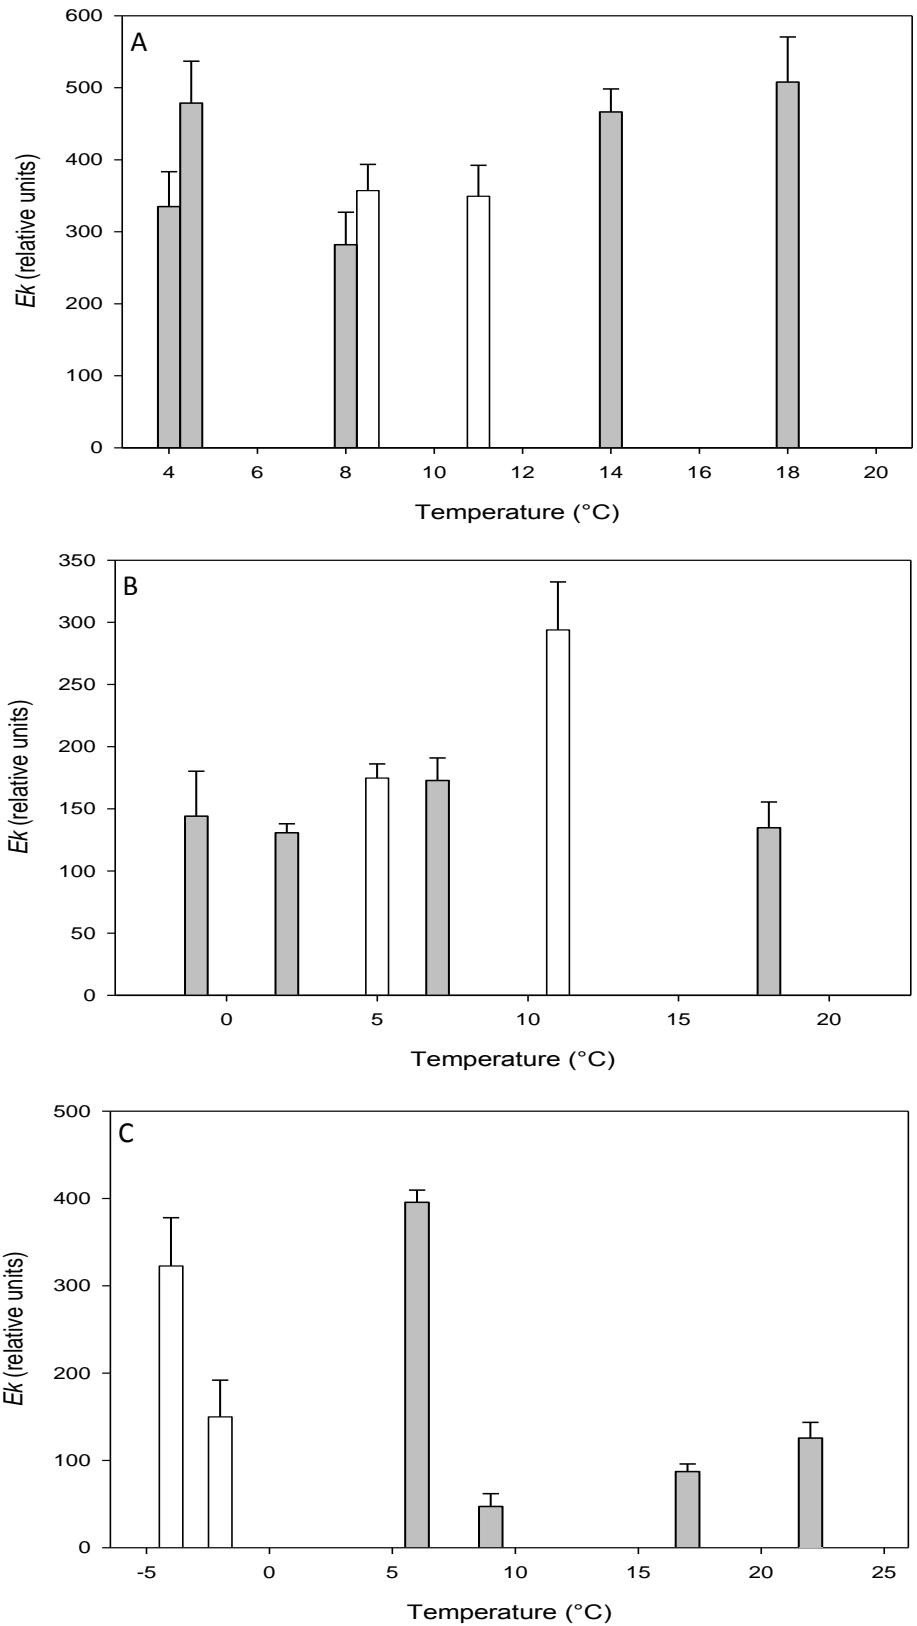 A
600
500
400
300
200
100
0
Ek (relative units)
4 6 8 10 12 14 16 18 20
Temperature (°C)
B
350
300
250
200
150
100
50
0
Ek (relative units)
0 5 10 15 20
Temperature (°C)
C
500
400
300
200
100
0
Ek (relative units)
-5 0 5 10 15 20 25
Temperature (°C)